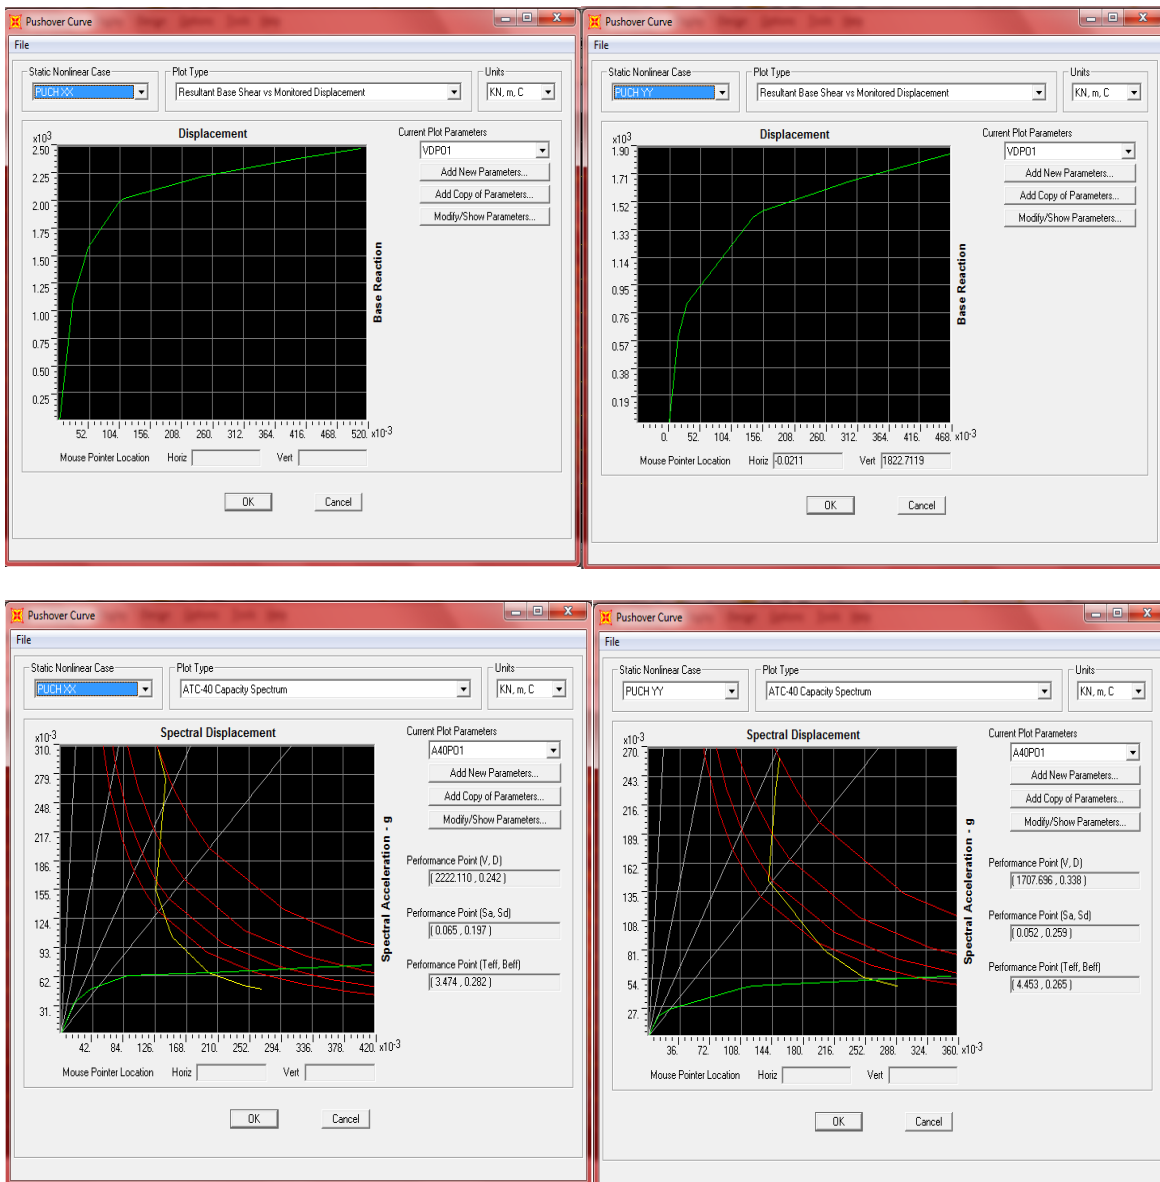 Pushover Curve
File
Static Nonlinear Case
PUCH XX
Plot Type
Resultant Base Shear vs Monitored Displacement
Units
KN, m, C
Displacement
x10-3
2.50
2.25
2.00
1.75
1.50
1.25
1.00
0.75
0.50
0.25
52. 104. 156. 208. 260. 312. 364. 416. 468. 520. x10-3
Base Reaction
Current Plot Parameters
VDPO1
Add New Parameters...
Add Copy of Parameters...
Modify/Show Parameters...
Mouse Pointer Location Horiz Vert
OK Cancel
Pushover Curve
File
Static Nonlinear Case
PUCH YY
Plot Type
Resultant Base Shear vs Monitored Displacement
Units
KN, m, C
Displacement
x10 3
1.90
1.71
1.52
1.33
1.14
0.95
0.76
0.57
0.38
0.19
0. 52. 104. 156. 208. 260. 312. 364. 416. 468. x10-3
Base Reaction
Current Plot Parameters
VDPO1
Add New Parameters...
Add Copy of Parameters...
Modify/Show Parameters...
Mouse Pointer Location Horiz -0.0211 Vert 1822.7119
OK Cancel
Pushover Curve
File
Static Nonlinear Case
PUCH XX
Plot Type
ATC-40 Capacity Spectrum
Units
KN, m, C
Spectral Displacement
x10-3
310.
279.
248.
217.
186.
155.
124.
93.
62.
31.
42. 84. 126. 168. 210. 252. 294. 336. 378. 420. x10-3
Spectral Acceleration - g
Current Plot Parameters
A40PO1
Add New Parameters...
Add Copy of Parameters...
Modify/Show Parameters...
Performance Point (V, D)
( 2222.110 , 0.242 )
Performance Point (Sa, Sd)
( 0.065 , 0.197 )
Performance Point (Teff, Beff)
( 3.474 , 0.282 )
Mouse Pointer Location Horiz Vert
OK Cancel
Pushover Curve
File
Static Nonlinear Case
PUCH YY
Plot Type
ATC-40 Capacity Spectrum
Units
KN, m, C
Spectral Displacement
x10-3
270.
243.
216.
189.
162.
135.
108.
81.
54.
27.
36. 72. 108. 144. 180. 216. 252. 288. 324. 360. x10-3
Spectral Acceleration - g
Current Plot Parameters
A40PO1
Add New Parameters...
Add Copy of Parameters...
Modify/Show Parameters...
Performance Point (V, D)
( 1707.696 , 0.338 )
Performance Point (Sa, Sd)
( 0.052 , 0.259 )
Performance Point (Teff, Beff)
( 4.453 , 0.265 )
Mouse Pointer Location Horiz Vert
OK Cancel